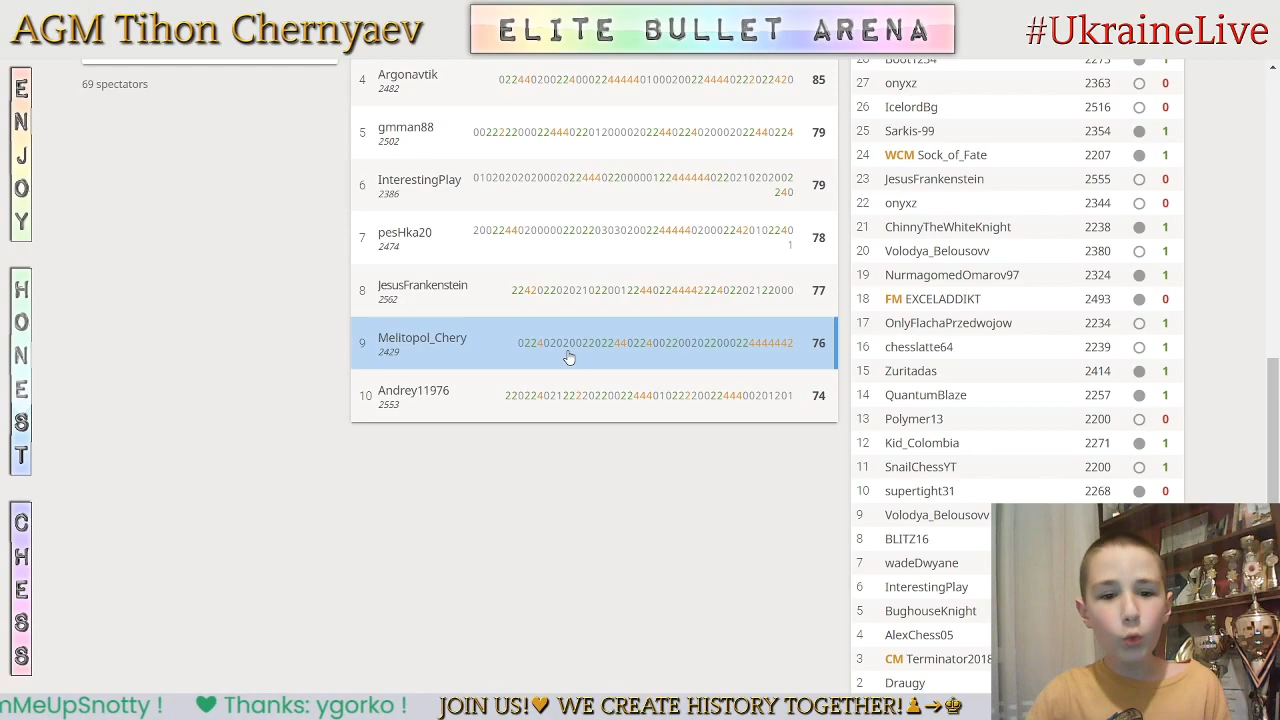 AGM Tihon Chernyaev
ELITE BULLET ARENA
#UkraineLive
ENJOY
HONEST
CHESS
69 spectators
4 Argonavtik 2482 0224402002240002244444010002002244440222022420 85
5 gmman88 2502 79
6 InterestingPlay 2386 79
7 pesHka20 2474 78
8 JesusFrankenstein 2562 77
9 Melitopol_Chery 2429 76
10 Andrey11976 2553 74
27 onyxz 2363 0
26 IcelordBg 2516 0
25 Sarkis-99 2354 1
24 WCM Sock_of_Fate 2207 1
23 JesusFrankenstein 2555 0
22 onyxz 2344 0
21 ChinnyTheWhiteKnight 2238 1
20 Volodya_Belousovv 2380 1
19 NurmagomedOmarov97 2324 1
18 FM EXCELADDIKT 2493 0
17 OnlyFlachaPrzedwojow 2234 1
16 chesslatte64 2239 1
15 Zuritadas 2414 1
14 QuantumBlaze 2257 1
13 Polymer13 2200 0
12 Kid_Colombia 2271 1
11 SnailChessYT 2200 1
10 supertight31 2268 0
9 Volodya_Belousovv
8 BLITZ16
7 wadeDwyane
6 InterestingPlay
5 BughouseKnight
4 AlexChess05
3 CM Terminator2018
2 Draugy
mMeUpSnotty ! Thanks: ygorko ! JOIN US! WE CREATE HISTORY TOGETHER!